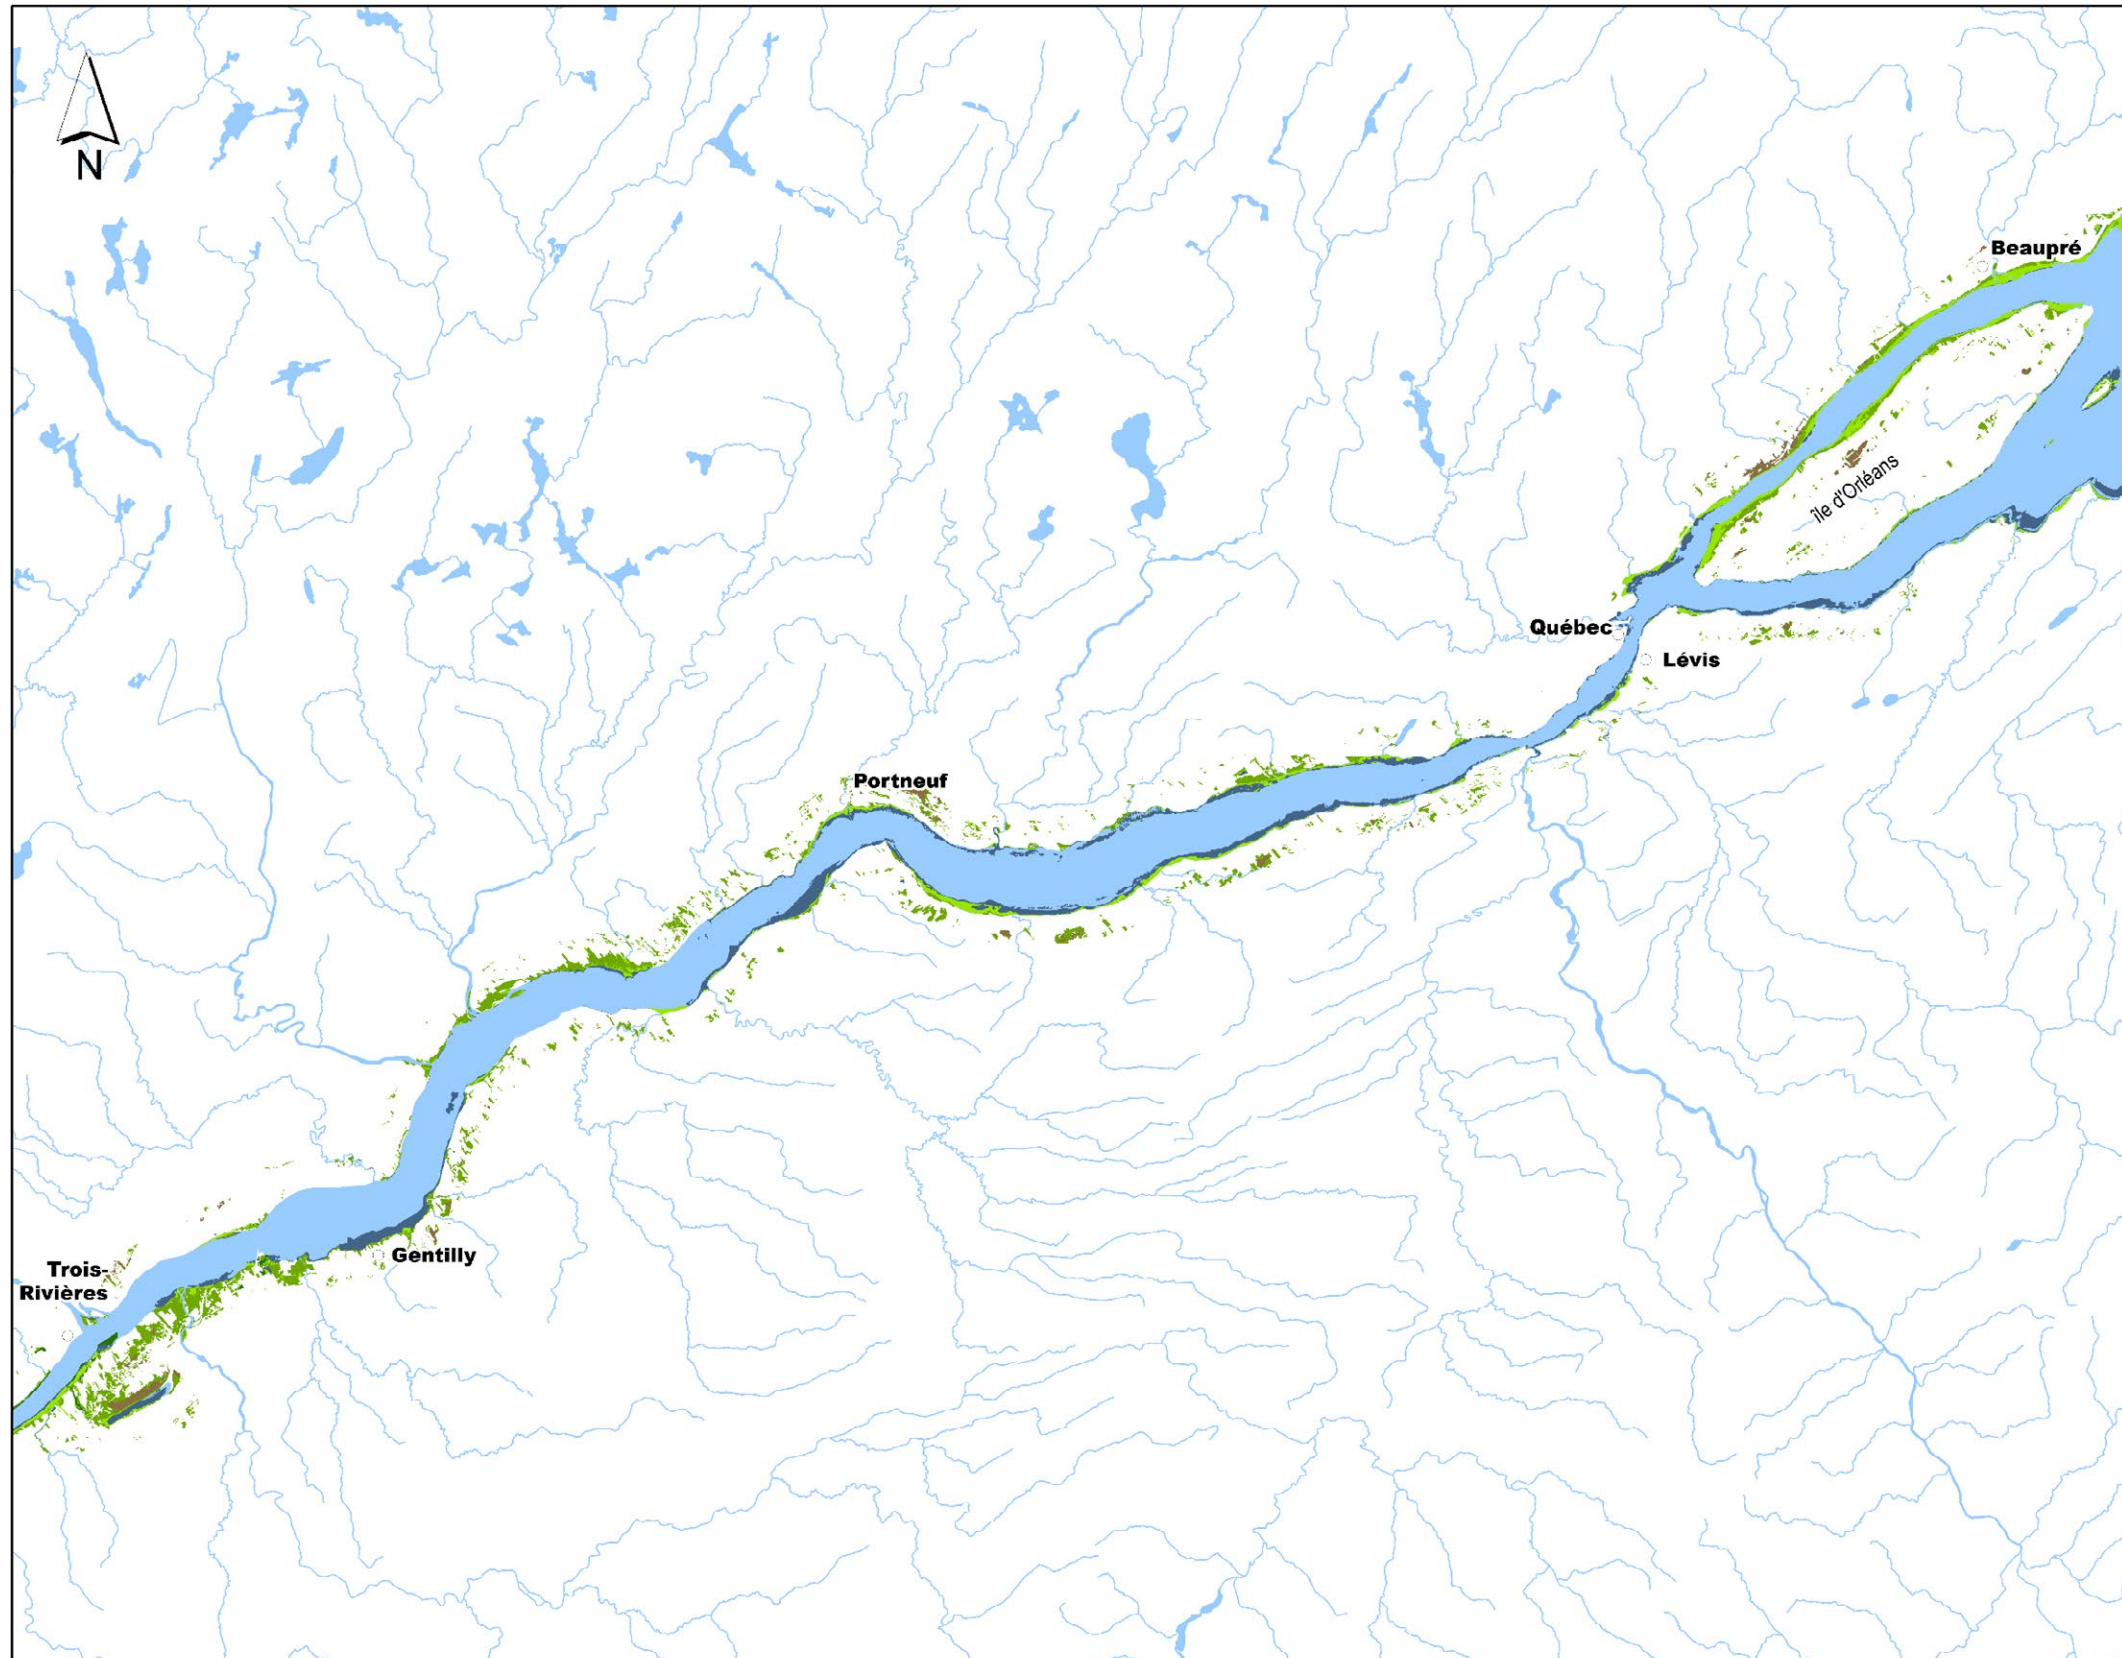 N
Beaupré
île d'Orléans
Québec
Lévis
Portneuf
Gentilly
Trois-
Rivières